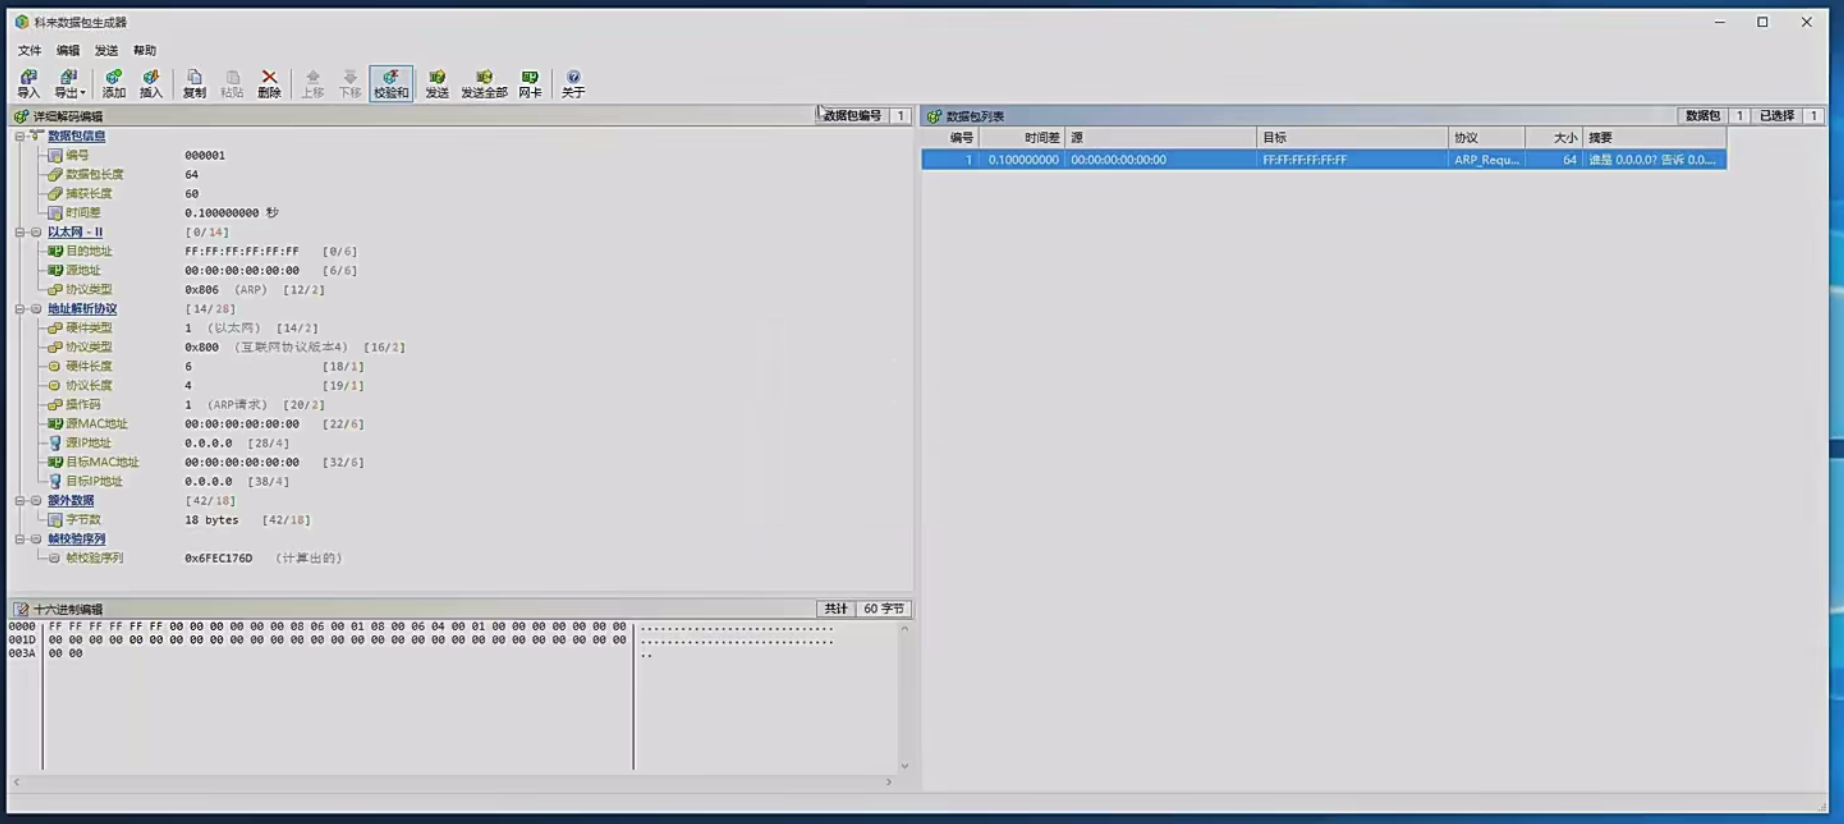 科来数据包生成器
文件 编辑 发送 帮助
导入 导出 添加 插入 复制 粘贴 删除 上移 下移 校验和 发送 发送全部 网卡 关于
详细解码编辑 数据包编号 1
数据包信息
编号 000001
数据包长度 64
捕获长度 60
时间差 0.100000000 秒
以太网 - II [0/14]
目的地址 FF:FF:FF:FF:FF:FF [0/6]
源地址 00:00:00:00:00:00 [6/6]
协议类型 0x806 (ARP) [12/2]
地址解析协议 [14/28]
硬件类型 1 (以太网) [14/2]
协议类型 0x800 (互联网协议版本4) [16/2]
硬件长度 6 [18/1]
协议长度 4 [19/1]
操作码 1 (ARP请求) [20/2]
源MAC地址 00:00:00:00:00:00 [22/6]
源IP地址 0.0.0.0 [28/4]
目标MAC地址 00:00:00:00:00:00 [32/6]
目标IP地址 0.0.0.0 [38/4]
额外数据 [42/18]
字节数 18 bytes [42/18]
帧校验序列
帧校验序列 0x6FEC176D (计算出的)
十六进制编辑 共计 60 字节
0000 FF FF FF FF FF FF 00 00 00 00 00 00 08 06 00 01 08 00 06 04 00 01 00 00 00 00 00 00 00 .............................
001D 00 00 00 00 00 00 00 00 00 00 00 00 00 00 00 00 00 00 00 00 00 00 00 00 00 00 00 00 00 .............................
003A 00 00 ..
数据包列表 数据包 1 已选择 1
编号 时间差 源 目标 协议 大小 摘要
1 0.100000000 00:00:00:00:00:00 FF:FF:FF:FF:FF:FF ARP_Requ... 64 谁是 0.0.0.0? 告诉 0.0....